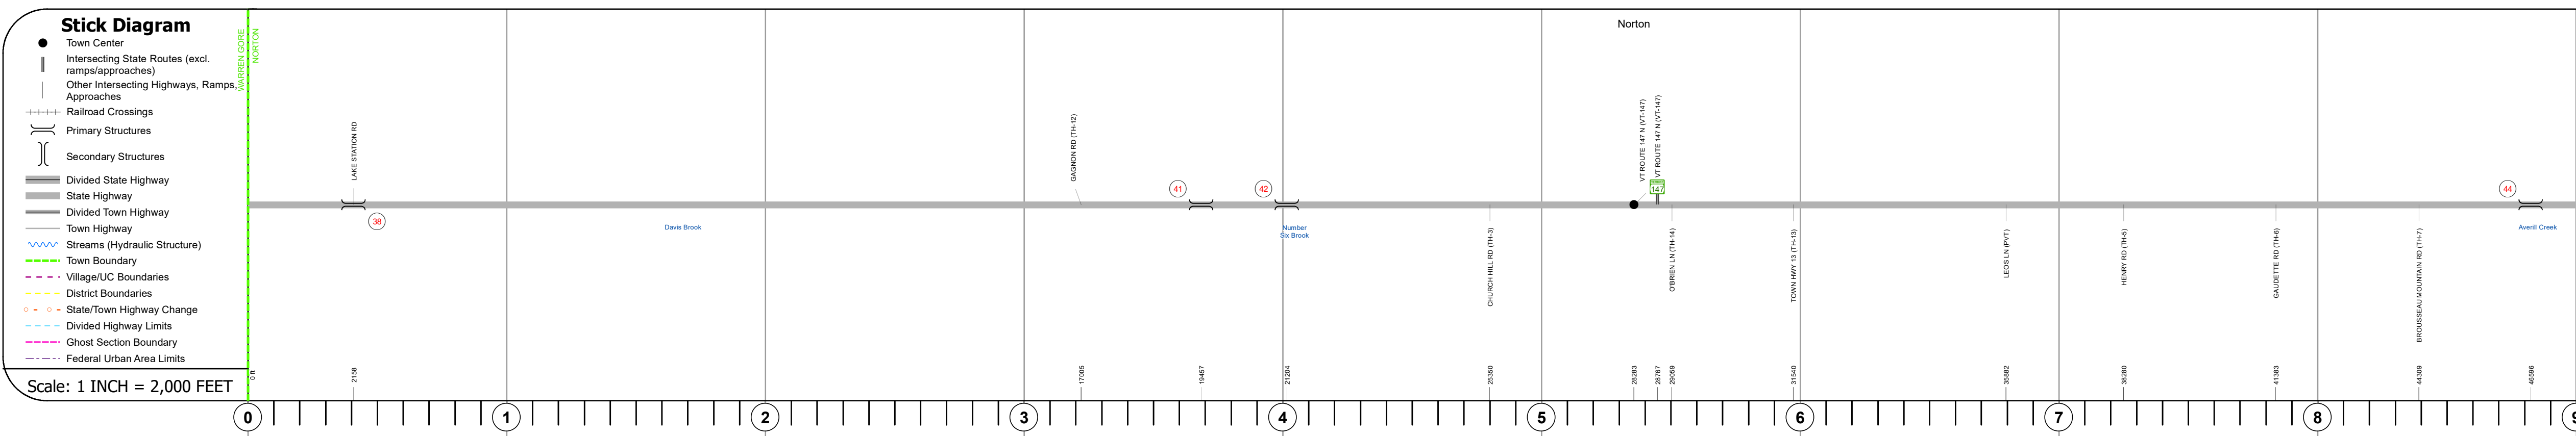 Stick Diagram
Town Center
Intersecting State Routes (excl.
ramps/approaches)
Other Intersecting Highways, Ramps,
Approaches
Railroad Crossings
Primary Structures
Secondary Structures
Divided State Highway
State Highway
Divided Town Highway
Town Highway
Streams (Hydraulic Structure)
Town Boundary
Village/UC Boundaries
District Boundaries
State/Town Highway Change
Divided Highway Limits
Ghost Section Boundary
Federal Urban Area Limits
Scale: 1 INCH = 2,000 FEET
WARREN GORE
NORTON
Norton
LAKE STATION RD
GAGNON RD (TH-12)
VT ROUTE 147 N (VT-147)
VT ROUTE 147 N (VT-147)
38
41
42
147
44
Davis Brook
Number
Six Brook
Averill Creek
CHURCH HILL RD (TH-3)
O'BRIEN LN (TH-14)
TOWN HWY 13 (TH-13)
LEOS LN (PVT)
HENRY RD (TH-5)
GAUDETTE RD (TH-6)
BROUSSEAU MOUNTAIN RD (TH-7)
0 ft
2158
17005
19457
21204
25350
28283
28767
29059
31540
35882
38280
41383
44309
46596
0
1
2
3
4
5
6
7
8
9